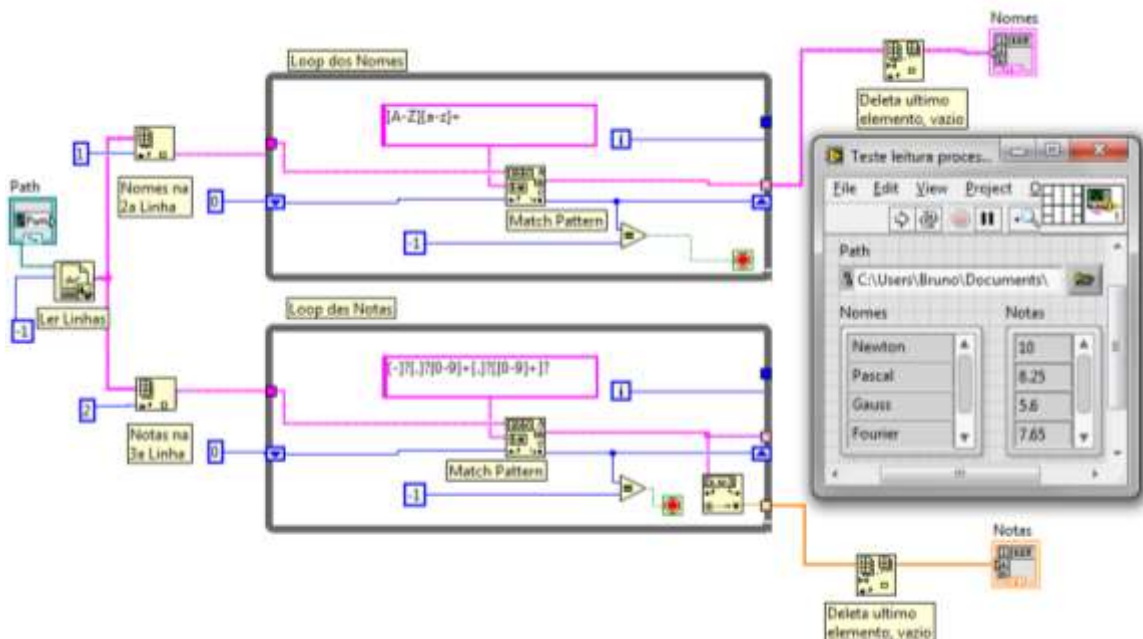 Nomes
Loop dos Nomes
[A-Z][a-z]+
Deleta ultimo
elemento, vazio
i
1
Nomes na
2a Linha
Path
0
Match Pattern
-1
Ler Linhas
-1
Loop das Notas
i
2
Notas na
3a Linha
0
Match Pattern
-1
Teste leitura proces...
File Edit View Project
Path
C:\Users\Bruno\Documents\
Nomes
Notas
Newton
10
Pascal
8.25
Gauss
5.6
Fourier
7.65
Notas
Deleta ultimo
elemento, vazio